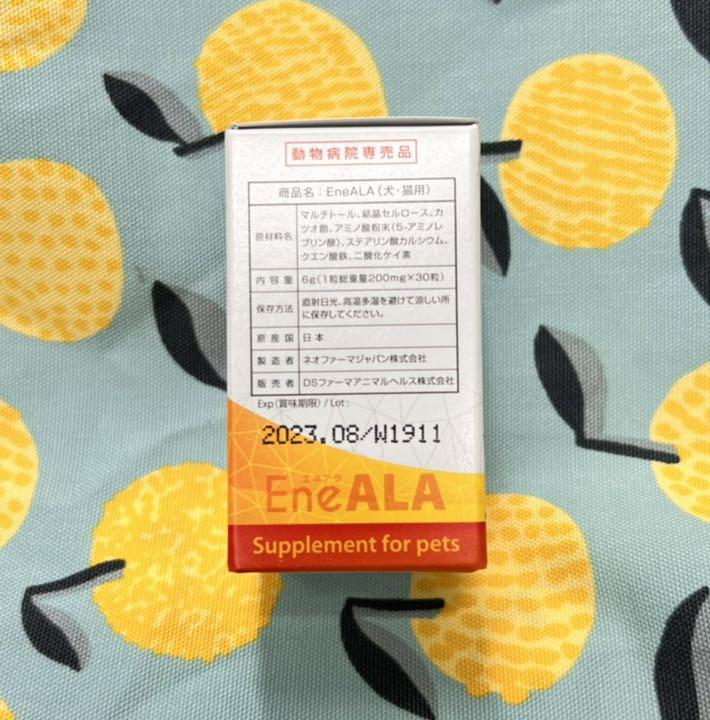 動物病院専売品
商品名：EneALA（犬・猫用）
原材料名
マルチトール、結晶セルロース、カ
ツオ節、アミノ酸粉末（5-アミノレ
ブリン酸）、ステアリン酸カルシウム、
クエン酸鉄、二酸化ケイ素
内容量 6g（1粒総重量200mg×30粒）
保存方法
直射日光、高温多湿を避けて涼しい所
に保存してください。
原産国 日本
製造者 ネオファーマジャパン株式会社
販売者 DSファーマアニマルヘルス株式会社
Exp（賞味期限）/ Lot :
2023.08/W1911
エネアラ
EneALA
Supplement for pets